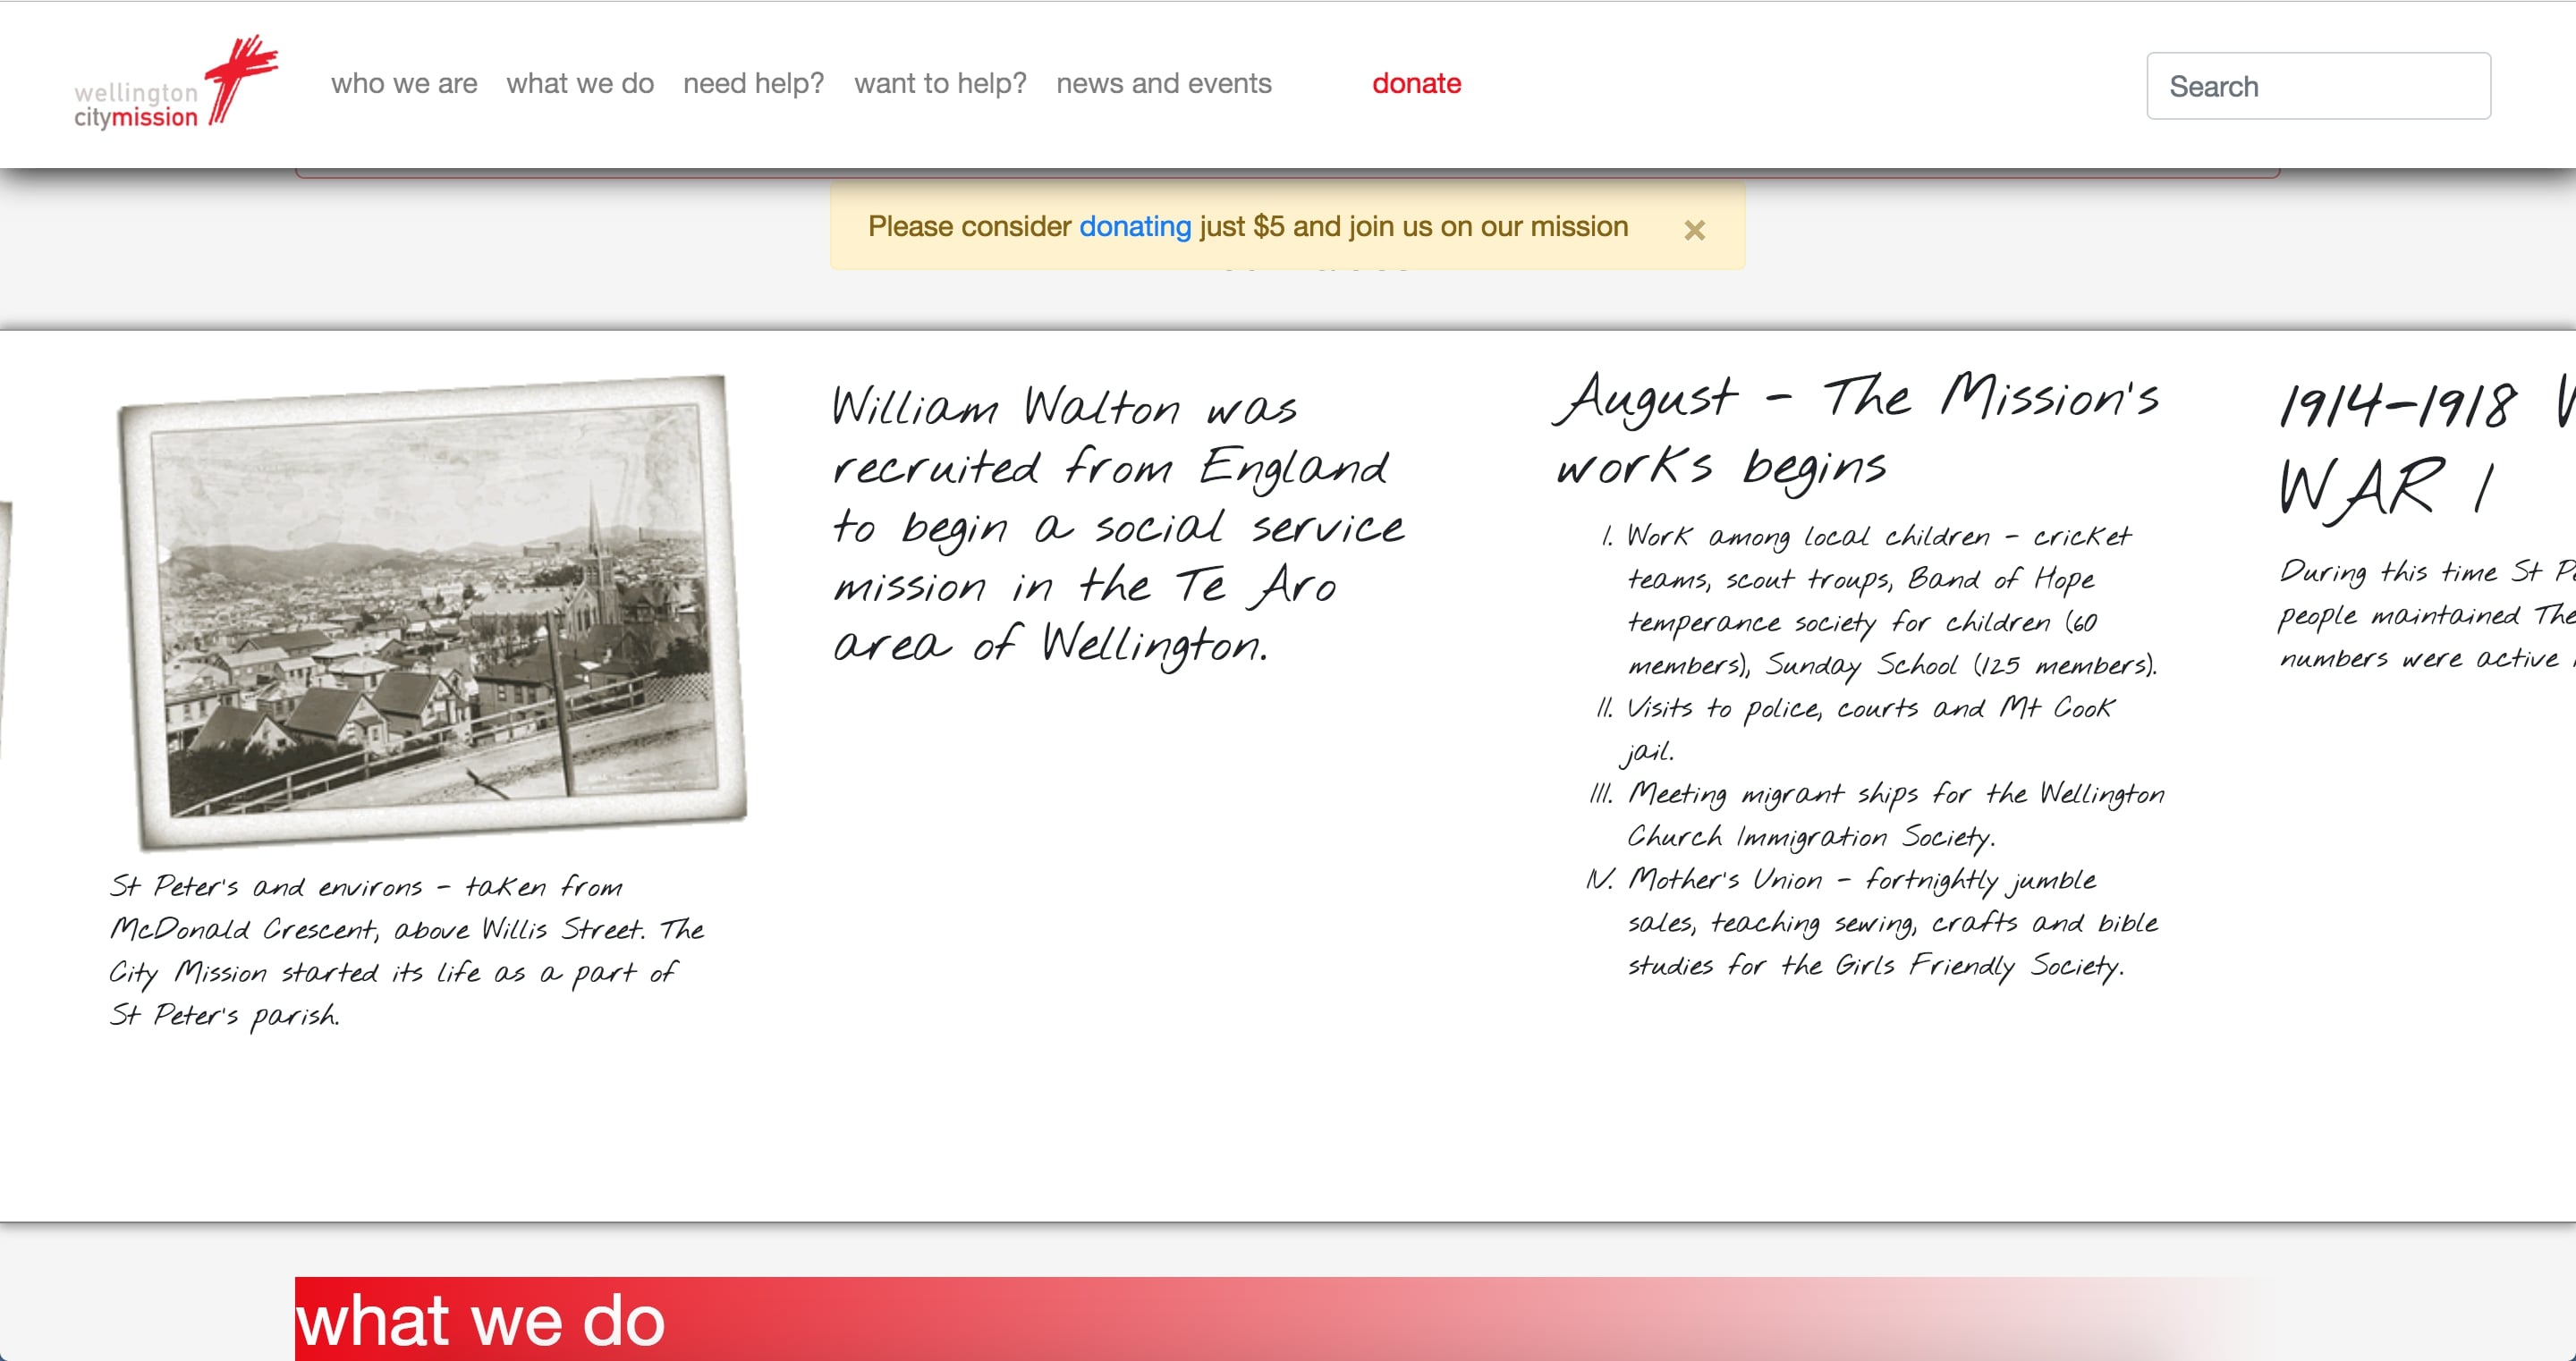 wellington
citymission
who we are
what we do
need help?
want to help?
news and events
donate
Search
Please consider donating just $5 and join us on our mission
×
St Peter's and environs - taken from
McDonald Crescent, above Willis Street. The
City Mission started its life as a part of
St Peter's parish.
William Walton was
recruited from England
to begin a social service
mission in the Te Aro
area of Wellington.
August - The Mission's
works begins
I. Work among local children - cricket
teams, scout troups, Band of Hope
temperance society for children (60
members), Sunday School (125 members).
II. Visits to police, courts and Mt Cook
jail.
III. Meeting migrant ships for the Wellington
Church Immigration Society.
IV. Mother's Union - fortnightly jumble
sales, teaching sewing, crafts and bible
studies for the Girls Friendly Society.
1914-1918
WAR 1
During this time St
people maintained
numbers were active
what we do